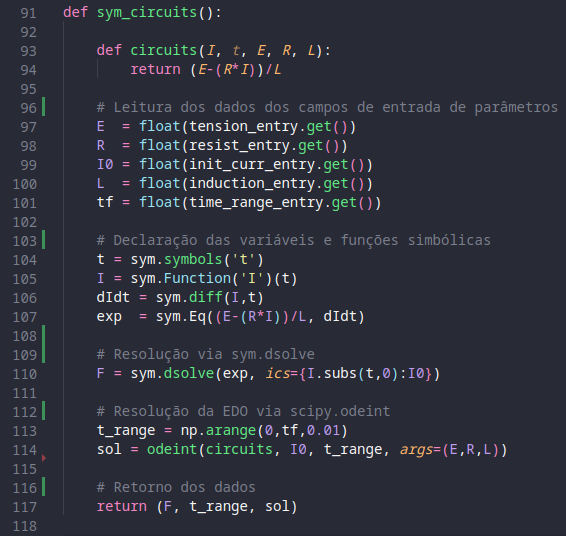 91 def sym_circuits():
92
93 def circuits(I, t, E, R, L):
94 return (E-(R*I))/L
95
96 # Leitura dos dados dos campos de entrada de parâmetros
97 E = float(tension_entry.get())
98 R = float(resist_entry.get())
99 I0 = float(init_curr_entry.get())
100 L = float(induction_entry.get())
101 tf = float(time_range_entry.get())
102
103 # Declaração das variáveis e funções simbólicas
104 t = sym.symbols('t')
105 I = sym.Function('I')(t)
106 dIdt = sym.diff(I,t)
107 exp = sym.Eq((E-(R*I))/L, dIdt)
108
109 # Resolução via sym.dsolve
110 F = sym.dsolve(exp, ics={I.subs(t,0):I0})
111
112 # Resolução da EDO via scipy.odeint
113 t_range = np.arange(0,tf,0.01)
114 sol = odeint(circuits, I0, t_range, args=(E,R,L))
115
116 # Retorno dos dados
117 return (F, t_range, sol)
118